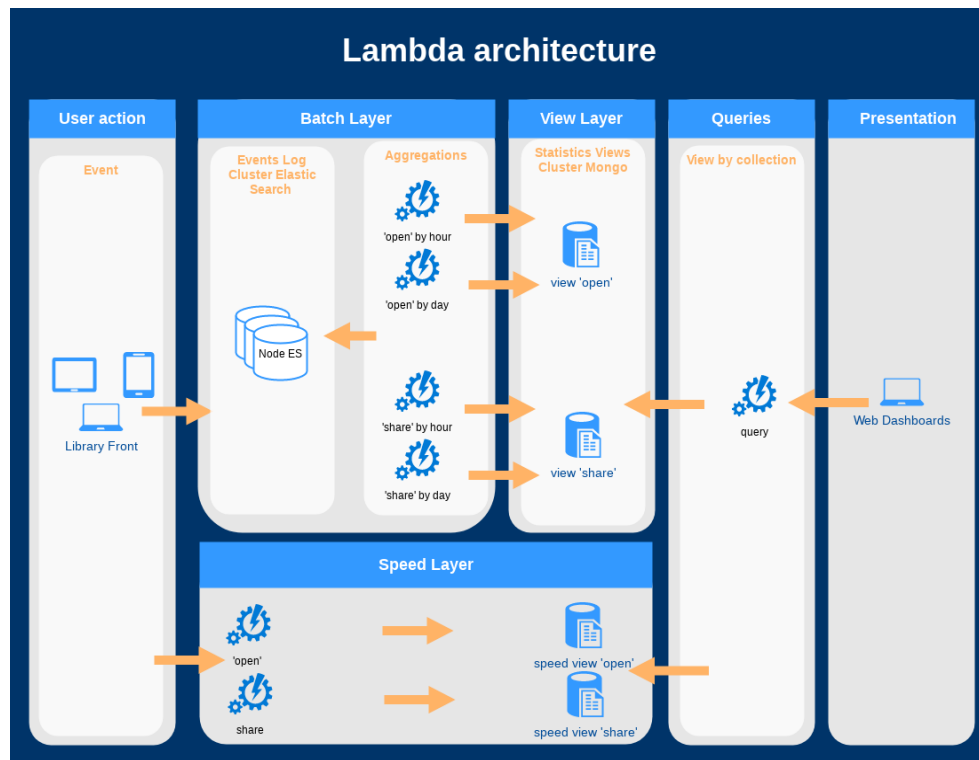 Lambda architecture
User action
Batch Layer
View Layer
Queries
Presentation
Event
Events Log
Cluster Elastic
Search
Aggregations
Statistics Views
Cluster Mongo
View by collection
'open' by hour
view 'open'
'open' by day
Node ES
Library Front
'share' by hour
view 'share'
'share' by day
query
Web Dashboards
Speed Layer
'open'
speed view 'open'
share
speed view 'share'